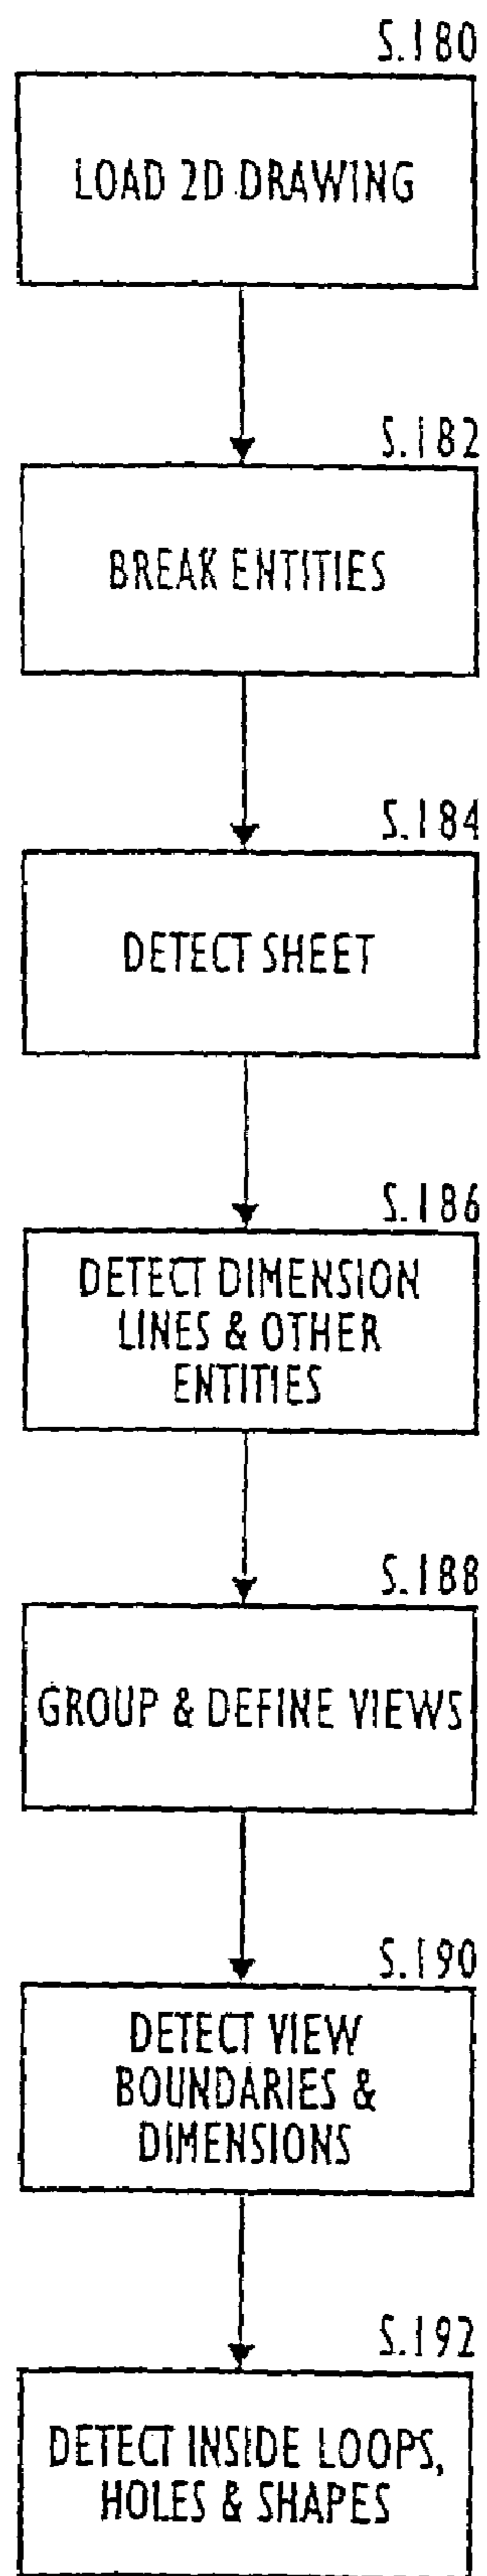 S.180
LOAD 2D DRAWING
S.182
BREAK ENTITIES
S.184
DETECT SHEET
S.186
DETECT DIMENSION
LINES & OTHER
ENTITIES
S.188
GROUP & DEFINE VIEWS
S.190
DETECT VIEW
BOUNDARIES &
DIMENSIONS
S.192
DETECT INSIDE LOOPS,
HOLES & SHAPES